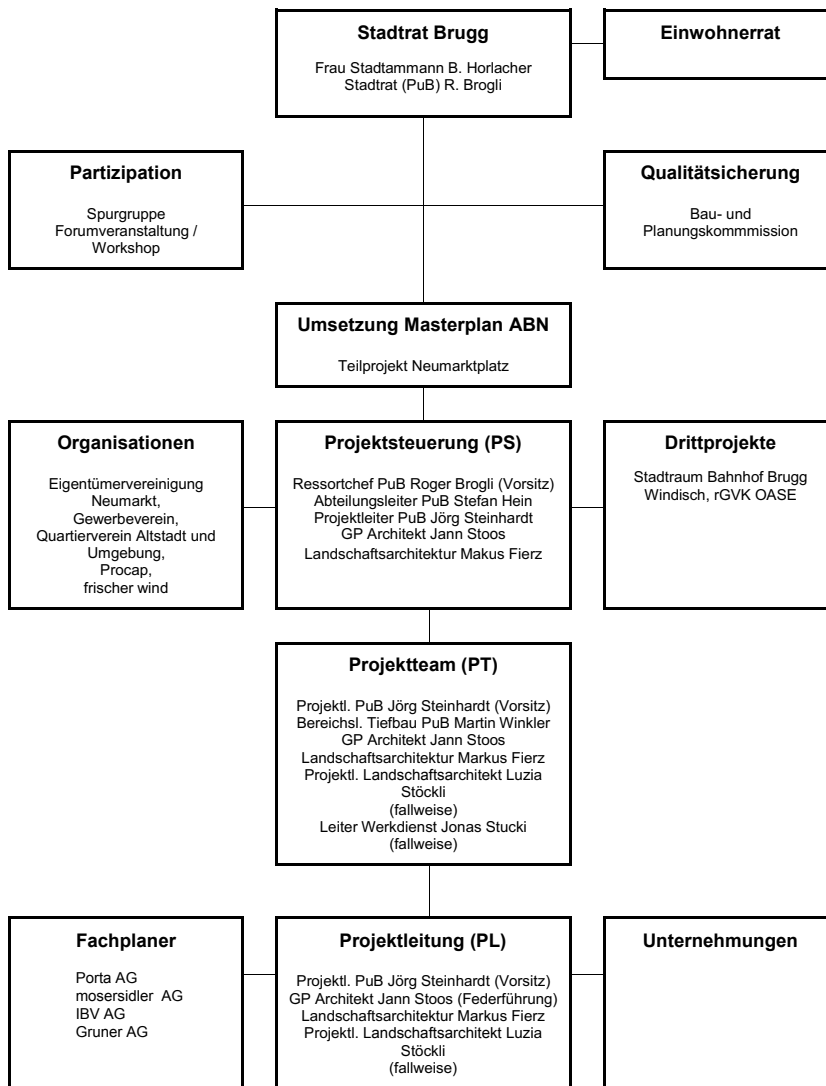 Stadtrat Brugg
Frau Stadtammann B. Horlacher
Stadtrat (PuB) R. Brogli
Einwohnerrat
Partizipation
Spurgruppe
Forumveranstaltung /
Workshop
Qualitätsicherung
Bau- und
Planungskommmission
Umsetzung Masterplan ABN
Teilprojekt Neumarktplatz
Organisationen
Eigentümervereinigung
Neumarkt,
Gewerbeverein,
Quartierverein Altstadt und
Umgebung,
Procap,
frischer wind
Projektsteuerung (PS)
Ressortchef PuB Roger Brogli (Vorsitz)
Abteilungsleiter PuB Stefan Hein
Projektleiter PuB Jörg Steinhardt
GP Architekt Jann Stoos
Landschaftsarchitektur Makus Fierz
Drittprojekte
Stadtraum Bahnhof Brugg
Windisch, rGVK OASE
Projektteam (PT)
Projektl. PuB Jörg Steinhardt (Vorsitz)
Bereichsl. Tiefbau PuB Martin Winkler
GP Architekt Jann Stoos
Landschaftsarchitektur Markus Fierz
Projektl. Landschaftsarchitekt Luzia
Stöckli
(fallweise)
Leiter Werkdienst Jonas Stucki
(fallweise)
Fachplaner
Porta AG
mosersidler AG
IBV AG
Gruner AG
Projektleitung (PL)
Projektl. PuB Jörg Steinhardt (Vorsitz)
GP Architekt Jann Stoos (Federführung)
Landschaftsarchitektur Markus Fierz
Projektl. Landschaftsarchitekt Luzia
Stöckli
(fallweise)
Unternehmungen